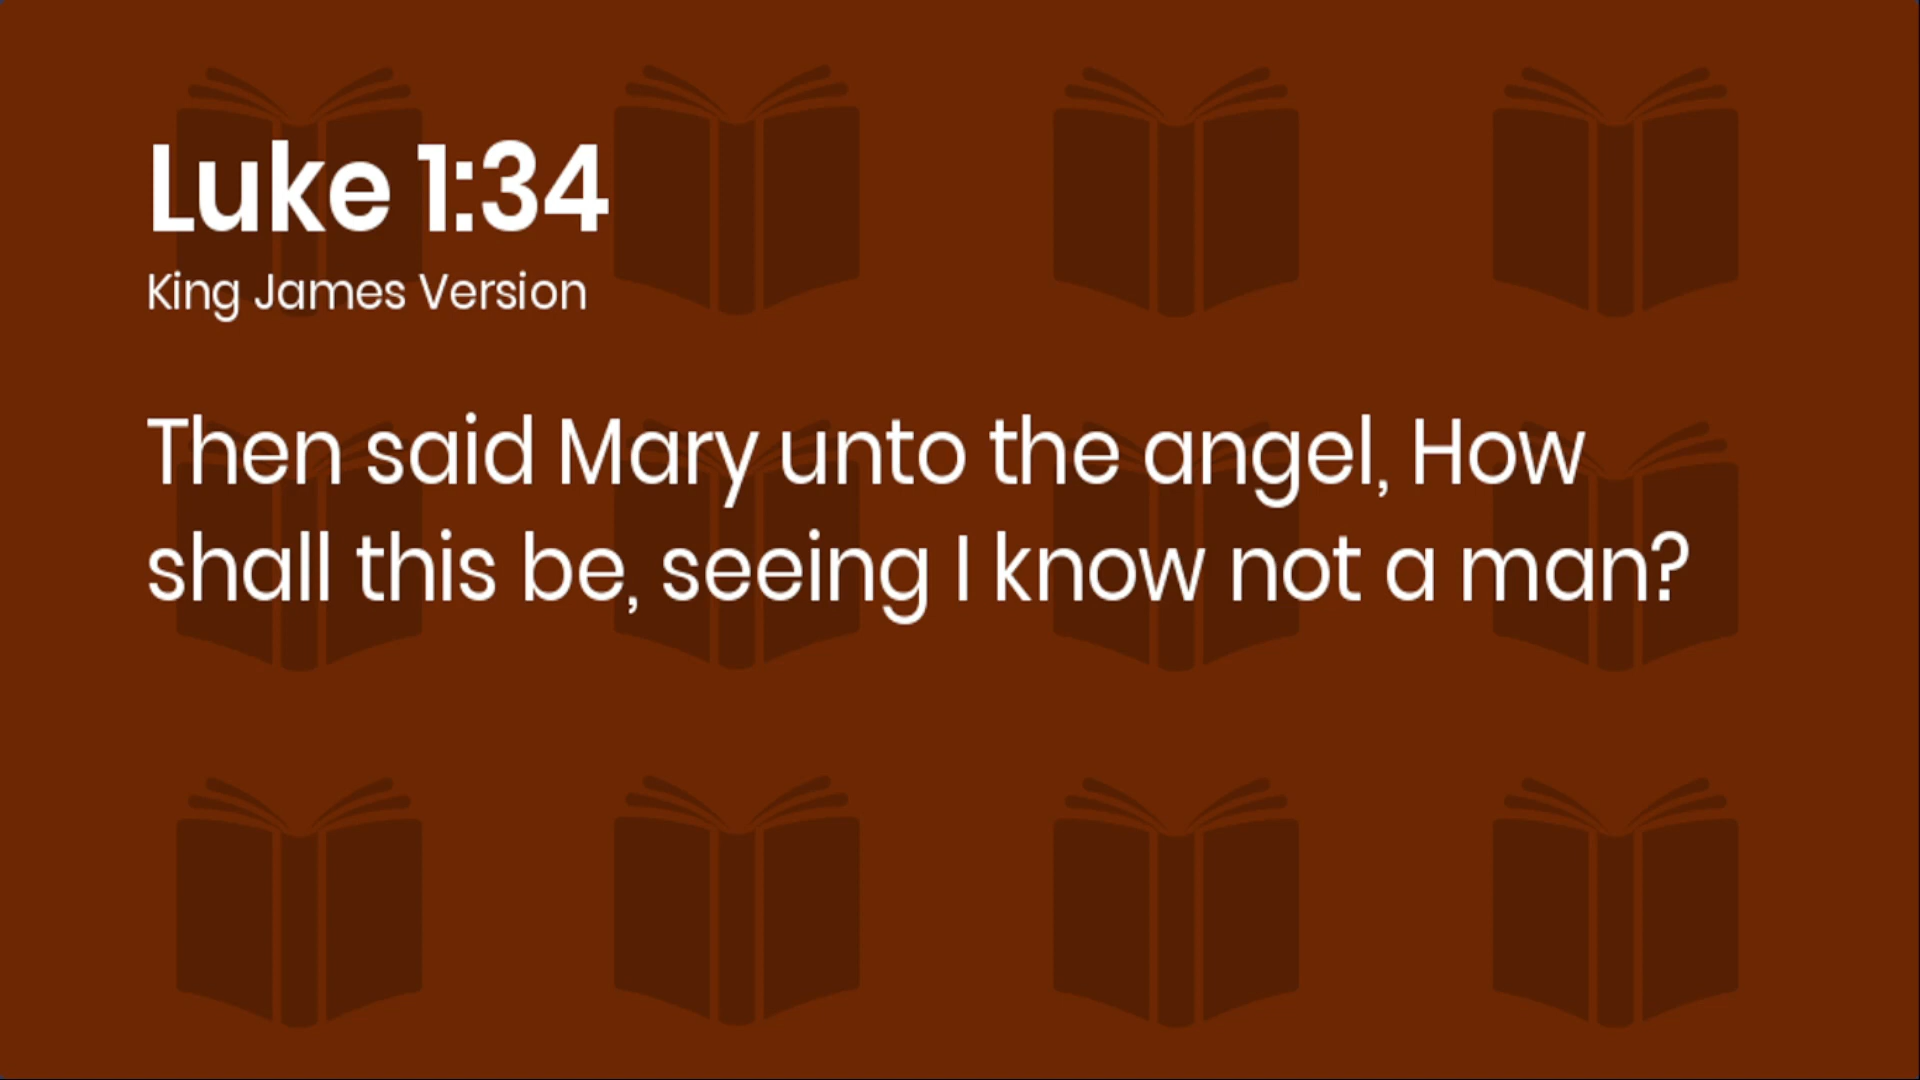 Luke 1:34
King James Version
Then said Mary unto the angel, How
shall this be, seeing I know not a man?